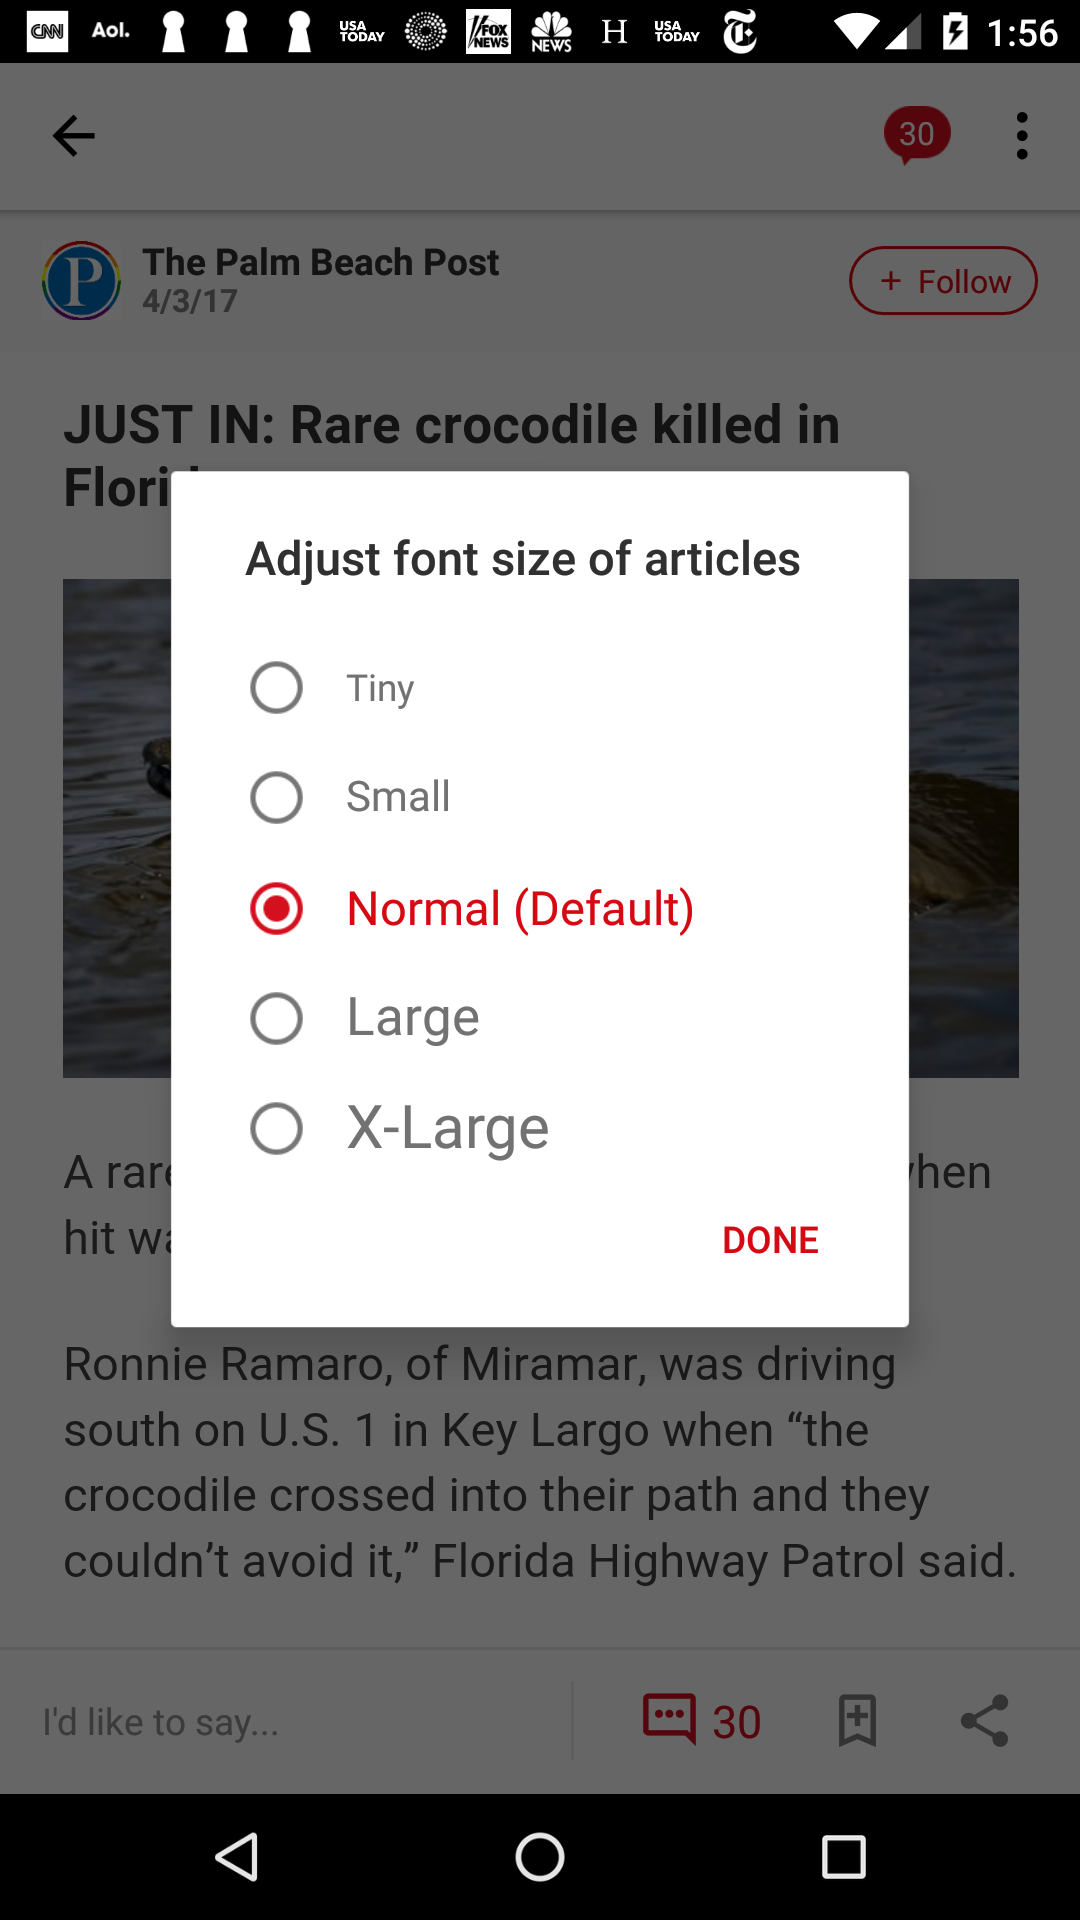 CNN Aol. USA TODAY FOX NEWS NBC NEWS H USA TODAY T 1:56
30
The Palm Beach Post
4/3/17
+ Follow
P
JUST IN: Rare crocodile killed in
Flori
Adjust font size of articles
Tiny
Small
Normal (Default)
Large
X-Large
DONE
A rare when
hit wa
Ronnie Ramaro, of Miramar, was driving
south on U.S. 1 in Key Largo when “the
crocodile crossed into their path and they
couldn’t avoid it,” Florida Highway Patrol said.
I'd like to say...
30